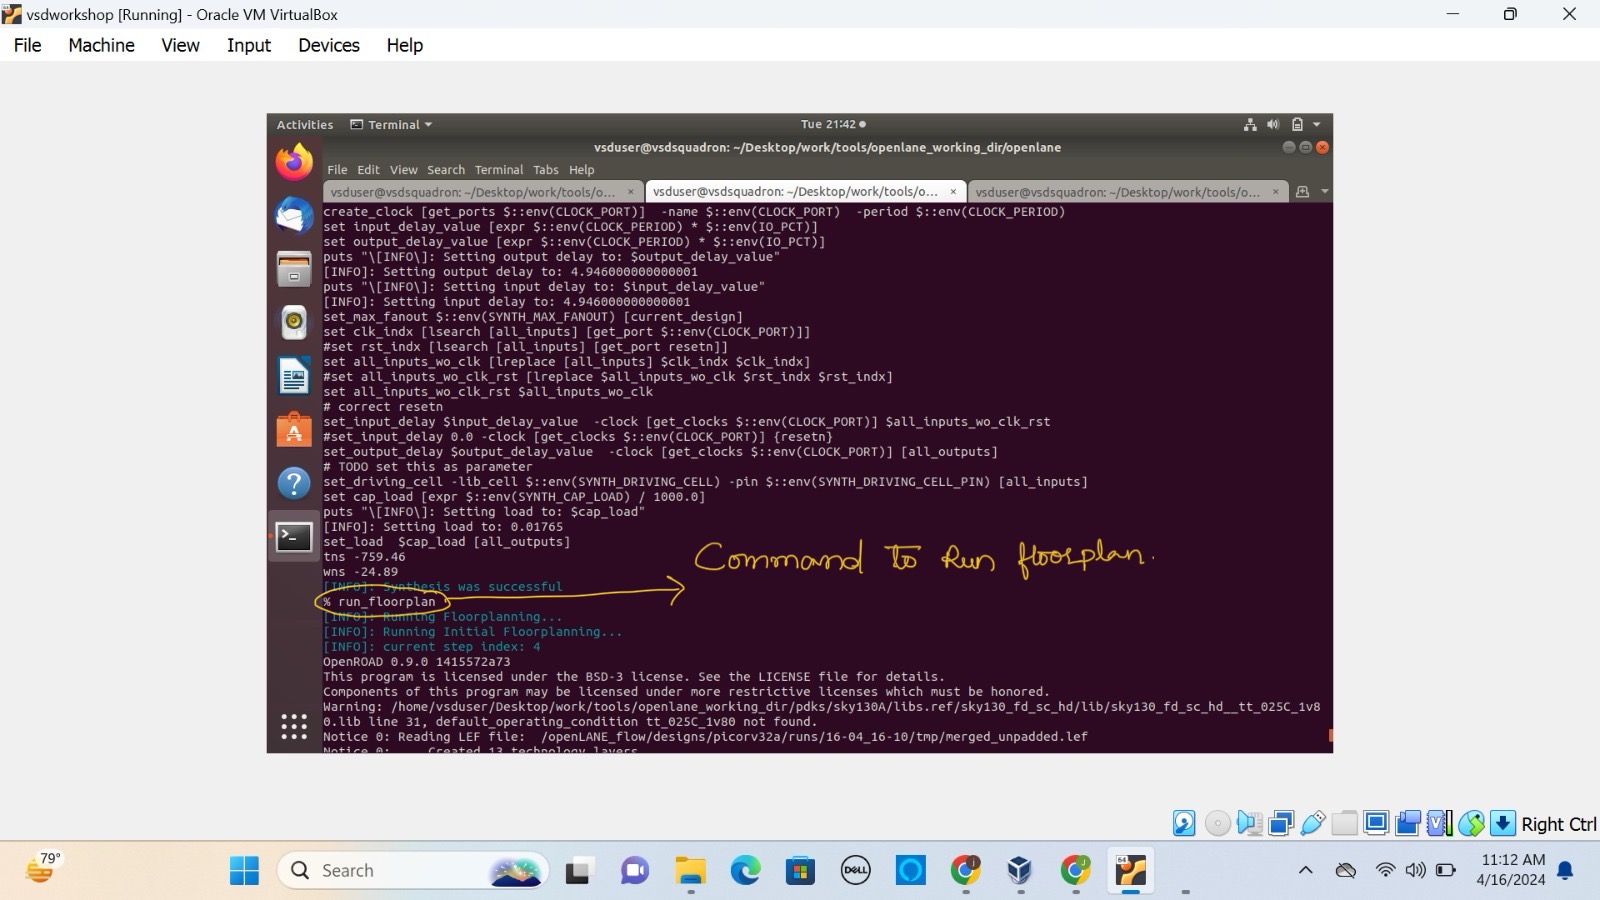 vsdworkshop [Running] - Oracle VM VirtualBox
File Machine View Input Devices Help
Activities Terminal Tue 21:42
vsduser@vsdsquadron: ~/Desktop/work/tools/openlane_working_dir/openlane
File Edit View Search Terminal Tabs Help
vsduser@vsdsquadron: ~/Desktop/work/tools/o... × vsduser@vsdsquadron: ~/Desktop/work/tools/o... × vsduser@vsdsquadron: ~/Desktop/work/tools/o... ×
create_clock [get_ports $::env(CLOCK_PORT)]  -name $::env(CLOCK_PORT)  -period $::env(CLOCK_PERIOD)
set input_delay_value [expr $::env(CLOCK_PERIOD) * $::env(IO_PCT)]
set output_delay_value [expr $::env(CLOCK_PERIOD) * $::env(IO_PCT)]
puts "\[INFO\]: Setting output delay to: $output_delay_value"
[INFO]: Setting output delay to: 4.946000000000001
puts "\[INFO\]: Setting input delay to: $input_delay_value"
[INFO]: Setting input delay to: 4.946000000000001
set_max_fanout $::env(SYNTH_MAX_FANOUT) [current_design]
set clk_indx [lsearch [all_inputs] [get_port $::env(CLOCK_PORT)]]
#set rst_indx [lsearch [all_inputs] [get_port resetn]]
set all_inputs_wo_clk [lreplace [all_inputs] $clk_indx $clk_indx]
#set all_inputs_wo_clk_rst [lreplace $all_inputs_wo_clk $rst_indx $rst_indx]
set all_inputs_wo_clk_rst $all_inputs_wo_clk
# correct resetn
set_input_delay $input_delay_value  -clock [get_clocks $::env(CLOCK_PORT)] $all_inputs_wo_clk_rst
#set_input_delay 0.0 -clock [get_clocks $::env(CLOCK_PORT)] {resetn}
set_output_delay $output_delay_value  -clock [get_clocks $::env(CLOCK_PORT)] [all_outputs]
# TODO set this as parameter
set_driving_cell -lib_cell $::env(SYNTH_DRIVING_CELL) -pin $::env(SYNTH_DRIVING_CELL_PIN) [all_inputs]
set cap_load [expr $::env(SYNTH_CAP_LOAD) / 1000.0]
puts "\[INFO\]: Setting load to: $cap_load"
[INFO]: Setting load to: 0.01765
set_load  $cap_load [all_outputs]
tns -759.46
wns -24.89
Command to Run floorplan.
[INFO]: Synthesis was successful
% run_floorplan
[INFO]: Running Floorplanning...
[INFO]: Running Initial Floorplanning...
[INFO]: current step index: 4
OpenROAD 0.9.0 1415572a73
This program is licensed under the BSD-3 license. See the LICENSE file for details.
Components of this program may be licensed under more restrictive licenses which must be honored.
Warning: /home/vsduser/Desktop/work/tools/openlane_working_dir/pdks/sky130A/libs.ref/sky130_fd_sc_hd/lib/sky130_fd_sc_hd__tt_025C_1v8
0.lib line 31, default_operating_condition tt_025C_1v80 not found.
Notice 0: Reading LEF file:  /openLANE_flow/designs/picorv32a/runs/16-04_16-10/tmp/merged_unpadded.lef
Notice 0:     Created 13 technology layers
Right Ctrl
79°
Search
DELL
64
11:12 AM
4/16/2024